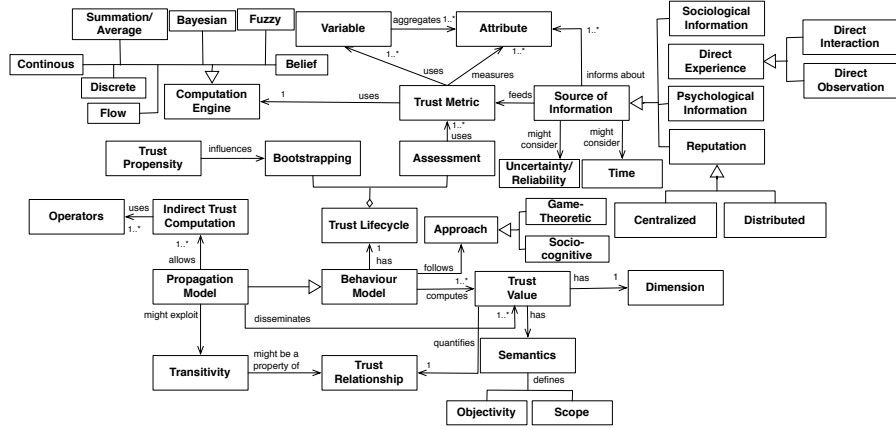 Summation/
Average
Bayesian
Fuzzy
Continous
Belief
Discrete
Flow
Computation
Engine
Variable
aggregates
1..*
Attribute
1..*
1..*
1..*
uses
measures
informs about
1
uses
Trust Metric
feeds
Source of
Information
Sociological
Information
Direct
Experience
Direct
Interaction
Direct
Observation
Psychological
Information
Reputation
1..*
uses
might
consider
might
consider
Trust
Propensity
influences
Bootstrapping
Assessment
Uncertainty/
Reliability
Time
Centralized
Distributed
Operators
uses
1..*
Indirect Trust
Computation
Trust Lifecycle
Approach
Game-
Theoretic
Socio-
cognitive
1..*
allows
1
has
follows
Propagation
Model
Behaviour
Model
1..*
computes
Trust
Value
has
1
Dimension
might exploit
disseminates
1..*
has
quantifies
Transitivity
might be a
property of
Trust
Relationship
1
Semantics
defines
Objectivity
Scope